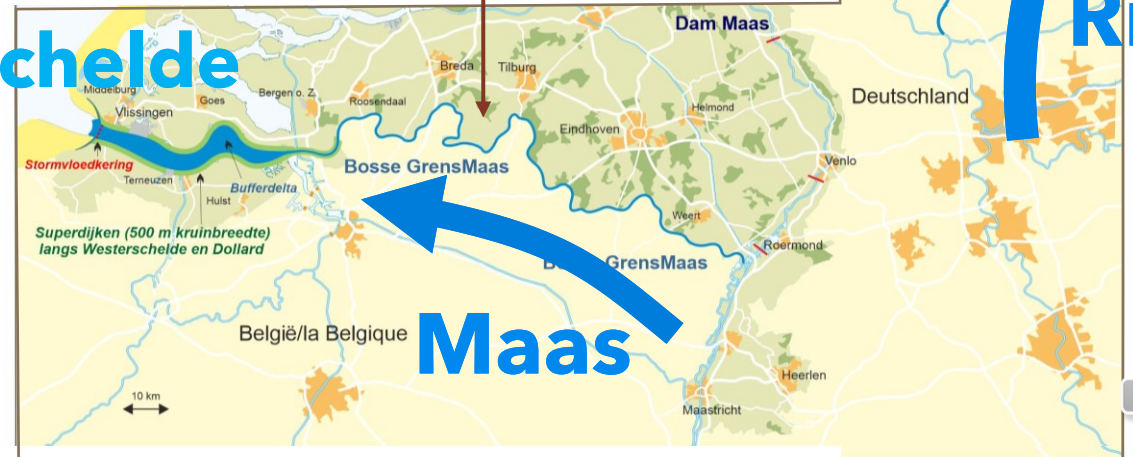 Dam Maas
chelde
Breda
Tilburg
Middelburg
Goes
Bergen o. Z.
Roosendaal
Vlissingen
Helmond
Deutschland
Eindhoven
Stormvloedkering
Bosse GrensMaas
Venlo
Terneuzen
Bufferdelta
Hulst
Weert
Superdijken (500 m kruinbreedte)
langs Westerschelde en Dollard
Roermond
GrensMaas
België/la Belgique
Maas
Heerlen
10 km
Maastricht